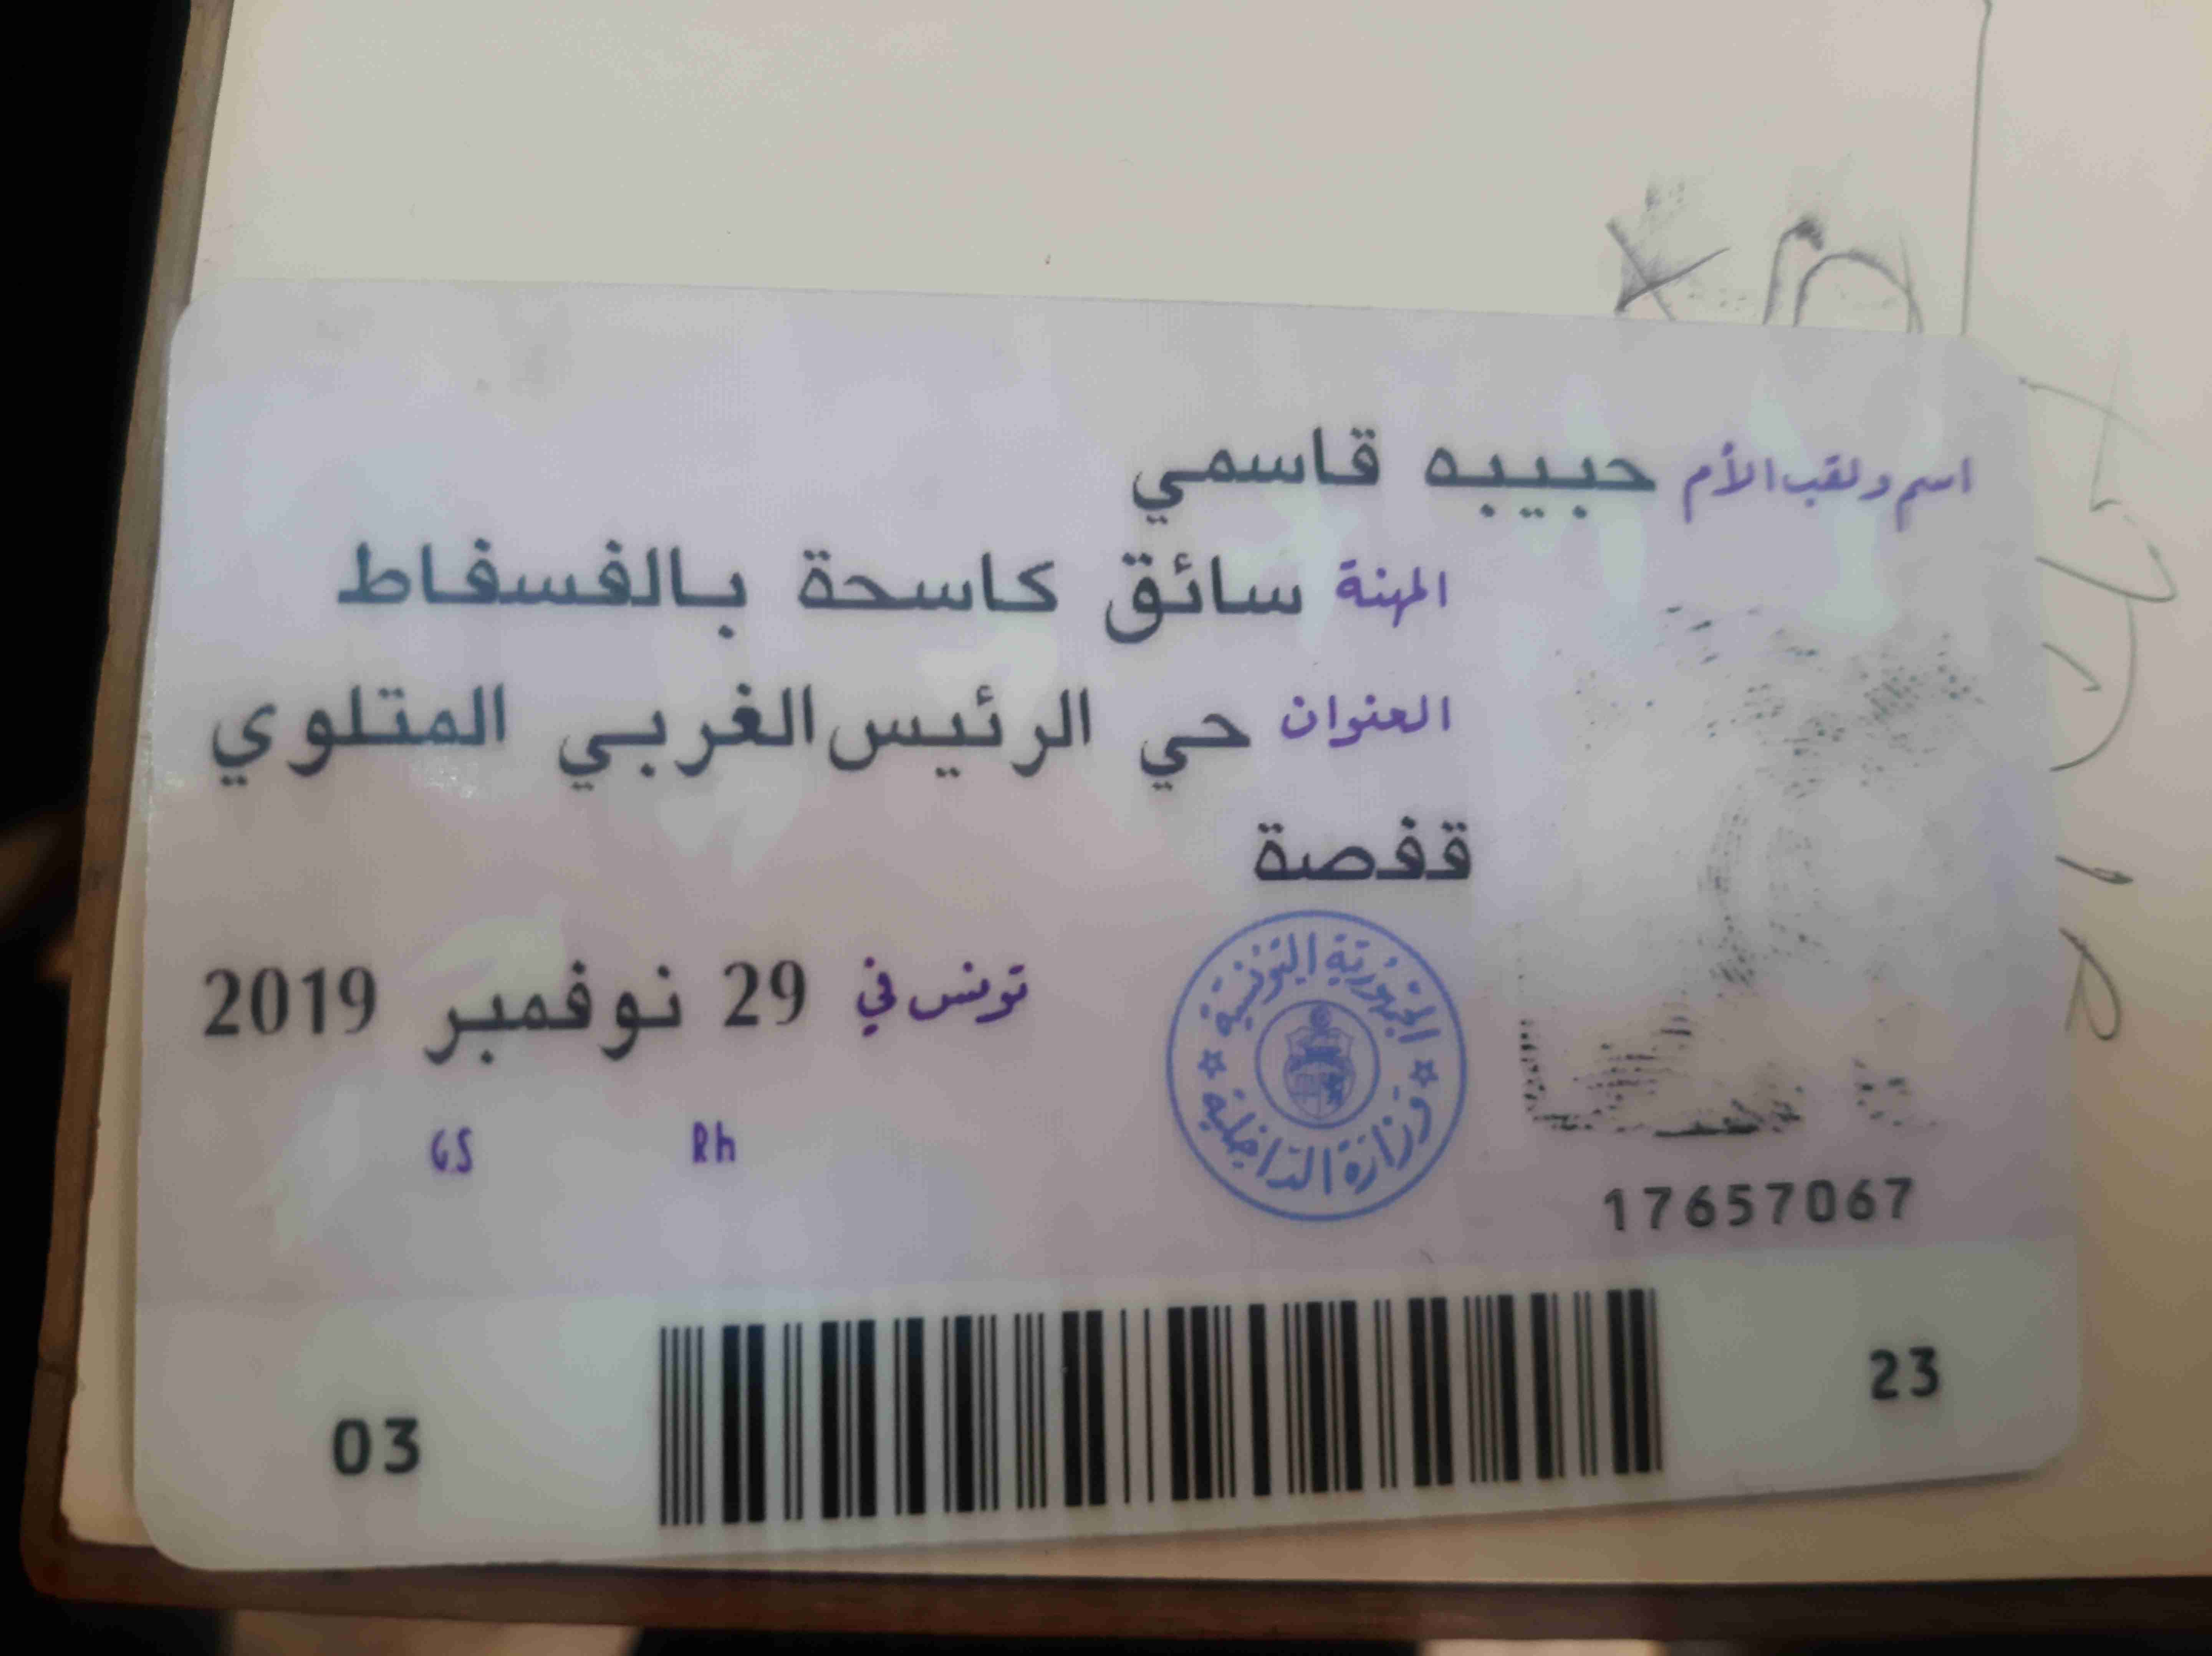 اسم ولقب الأم حبيبه قاسمي
المهنة سائق كاسحة بالفسفاط
العنوان حي الرئيس الغربي المتلوي
قفصة
تونس في 29 نوفمبر 2019
الجمهورية التونسية
وزارة الداخلية
GS Rh
17657067
03 23